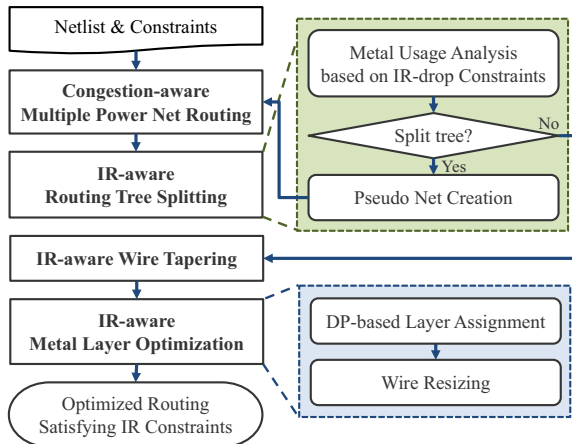 Netlist & Constraints
Congestion-aware
Multiple Power Net Routing
IR-aware
Routing Tree Splitting
Metal Usage Analysis
based on IR-drop Constraints
Split tree?
No
Yes
Pseudo Net Creation
IR-aware Wire Tapering
IR-aware
Metal Layer Optimization
DP-based Layer Assignment
Wire Resizing
Optimized Routing
Satisfying IR Constraints